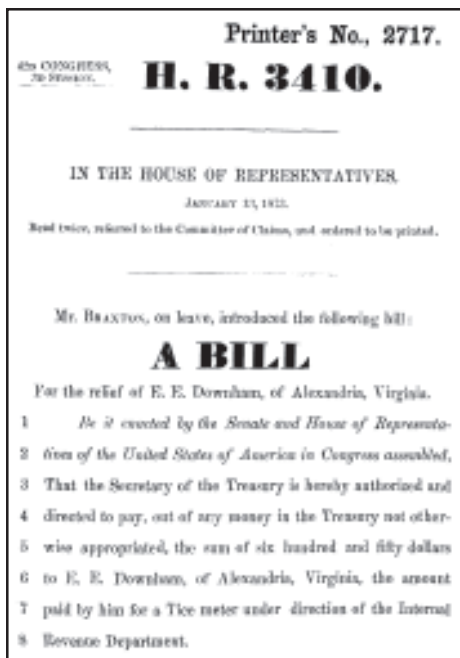 Printer's No., 2717.
42D CONGRESS,
3D SESSION.
H. R. 3410.
IN THE HOUSE OF REPRESENTATIVES,
JANUARY 13, 1873.
Read twice, referred to the Committee of Claims, and ordered to be printed.
Mr. BRAXTON, on leave, introduced the following bill:
A BILL
For the relief of E. E. Downham, of Alexandria, Virginia.
1 Be it enacted by the Senate and House of Representa-
2 tives of the United States of America in Congress assembled,
3 That the Secretary of the Treasury is hereby authorized and
4 directed to pay, out of any money in the Treasury not other-
5 wise appropriated, the sum of six hundred and fifty dollars
6 to E. E. Downham, of Alexandria, Virginia, the amount
7 paid by him for a Tice meter under direction of the Internal
8 Revenue Department.